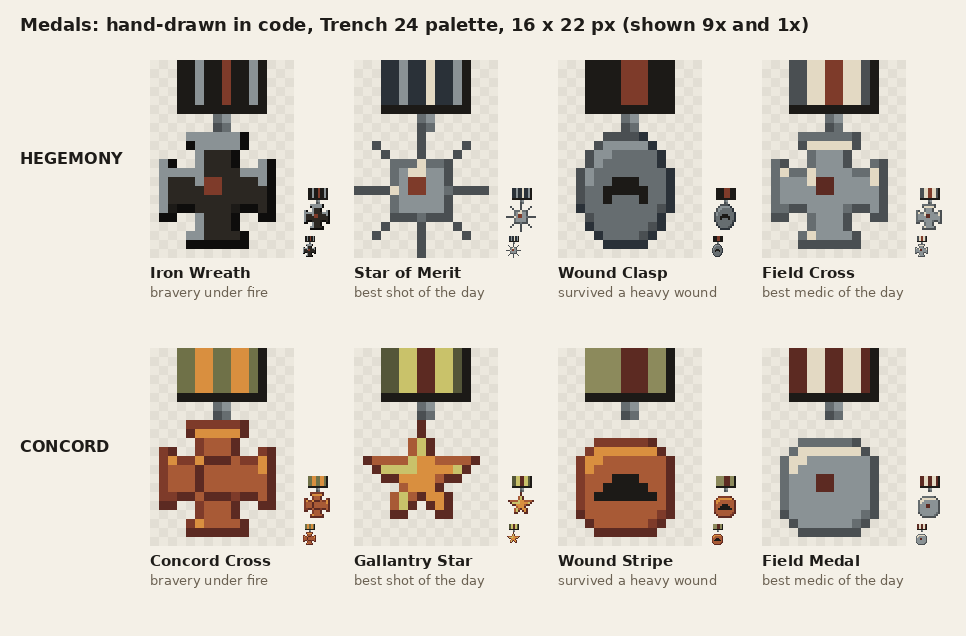 Medals: hand-drawn in code, Trench 24 palette, 16 x 22 px (shown 9x and 1x)
HEGEMONY
Iron Wreath
bravery under fire
Star of Merit
best shot of the day
Wound Clasp
survived a heavy wound
Field Cross
best medic of the day
CONCORD
Concord Cross
bravery under fire
Gallantry Star
best shot of the day
Wound Stripe
survived a heavy wound
Field Medal
best medic of the day